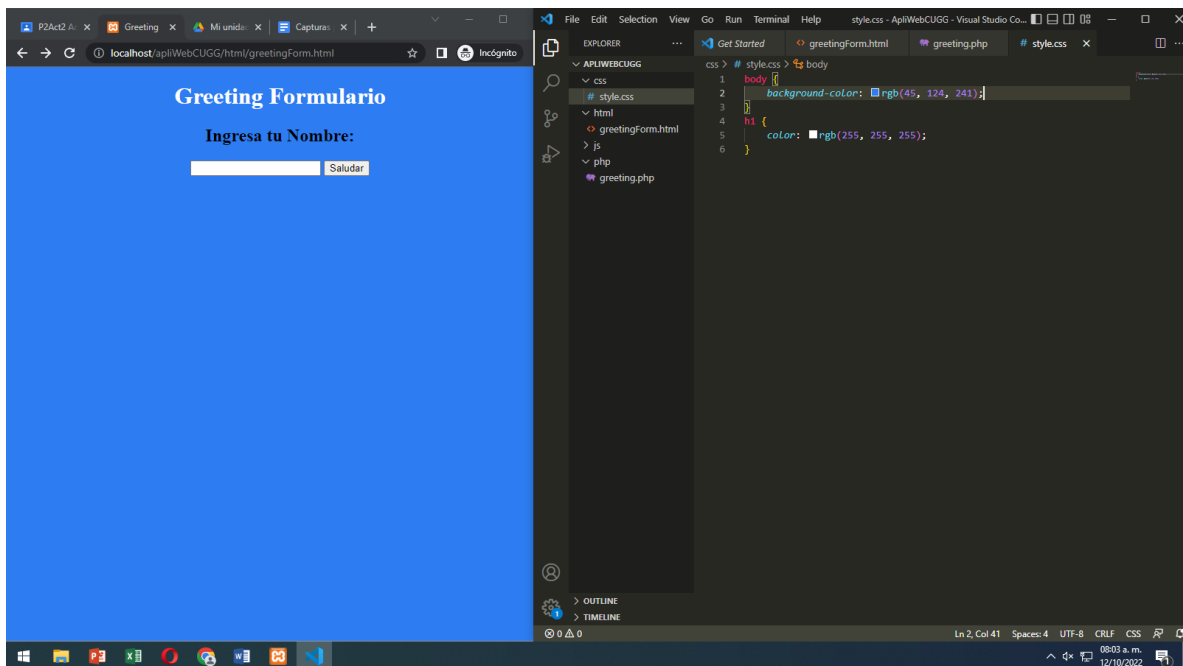 P2Act2 Ac
Greeting
Mi unidad
Capturas
localhost/apliWebCUGG/html/greetingForm.html
Incógnito
Greeting Formulario
Ingresa tu Nombre:
Saludar
File Edit Selection View Go Run Terminal Help
style.css - ApliWebCUGG - Visual Studio Co...
EXPLORER
APLIWEBCUGG
css
# style.css
html
greetingForm.html
js
php
greeting.php
OUTLINE
TIMELINE
Get Started
greetingForm.html
greeting.php
# style.css
css > # style.css > body
1 body {
2 background-color: rgb(45, 124, 241);
3 }
4 h1 {
5 color: rgb(255, 255, 255);
6 }
0 0
Ln 2, Col 41 Spaces: 4 UTF-8 CRLF CSS
08:03 a. m.
12/10/2022